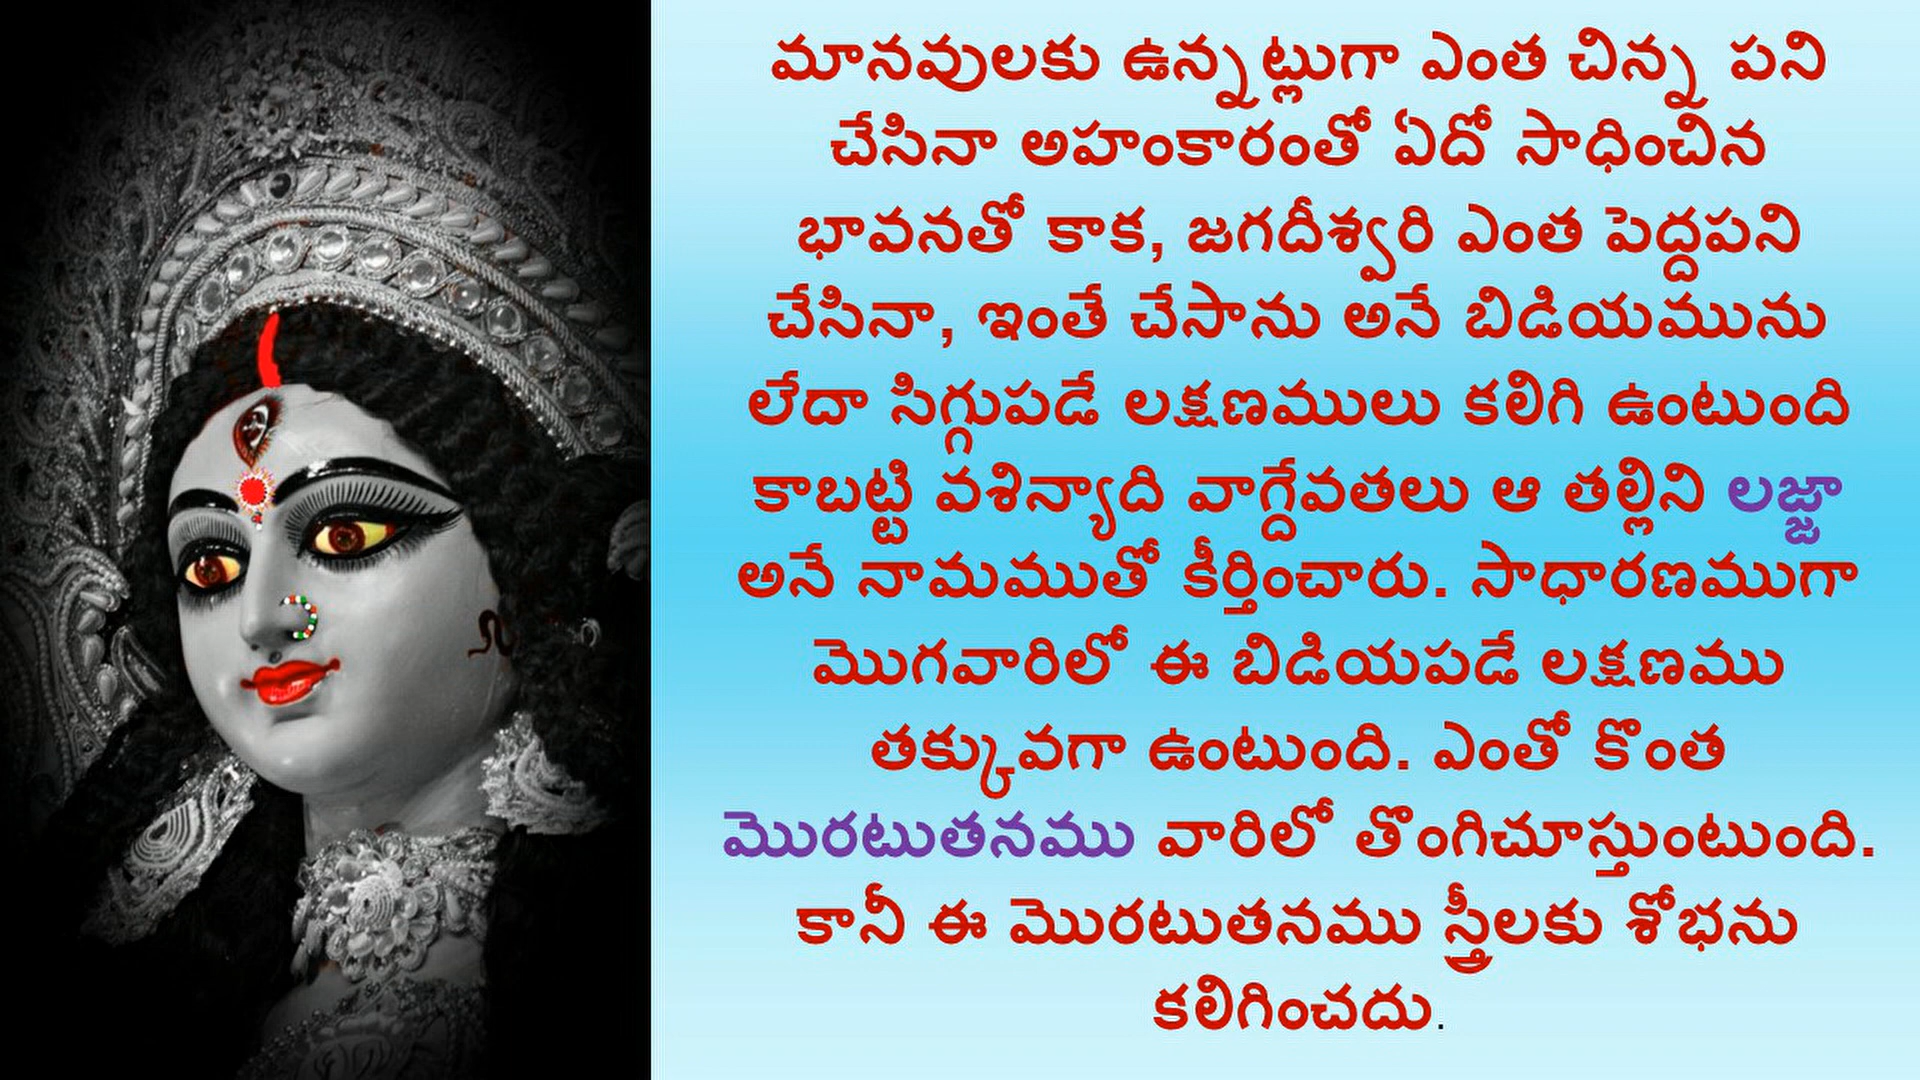 మానవులకు ఉన్నట్లుగా ఎంత చిన్న పని
చేసినా అహంకారంతో ఏదో సాధించిన
భావనతో కాక, జగదీశ్వరి ఎంత పెద్దపని
చేసినా, ఇంతే చేసాను అనే బిడియమును
లేదా సిగ్గుపడే లక్షణములు కలిగి ఉంటుంది
కాబట్టి వశిన్యాది వాగ్దేవతలు ఆ తల్లిని లజ్జా
అనే నామముతో కీర్తించారు. సాధారణముగా
మొగవారిలో ఈ బిడియపడే లక్షణము
తక్కువగా ఉంటుంది. ఎంతో కొంత
మొరటుతనము వారిలో తొంగిచూస్తుంటుంది.
కానీ ఈ మొరటుతనము స్త్రీలకు శోభను
కలిగించదు.